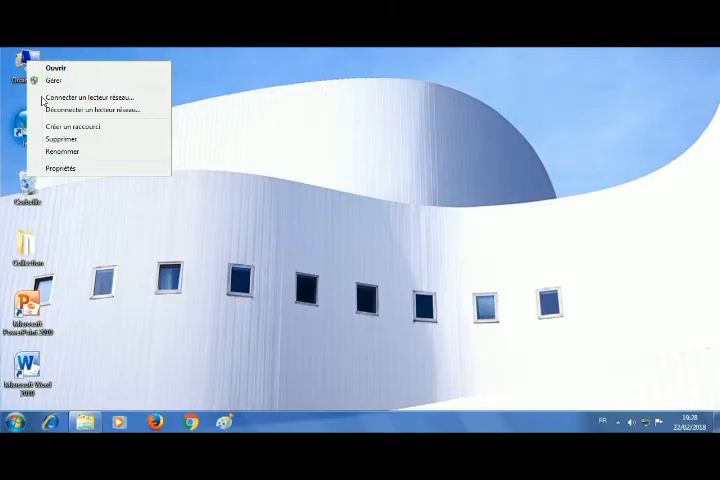 Ouvrir
Gérer
Connecter un lecteur réseau...
Déconnecter un lecteur réseau...
Créer un raccourci
Supprimer
Renommer
Propriétés
Corbeille
Collection
Microsoft
PowerPoint 2010
Microsoft Word
2010
FR
19:28
22/02/2018